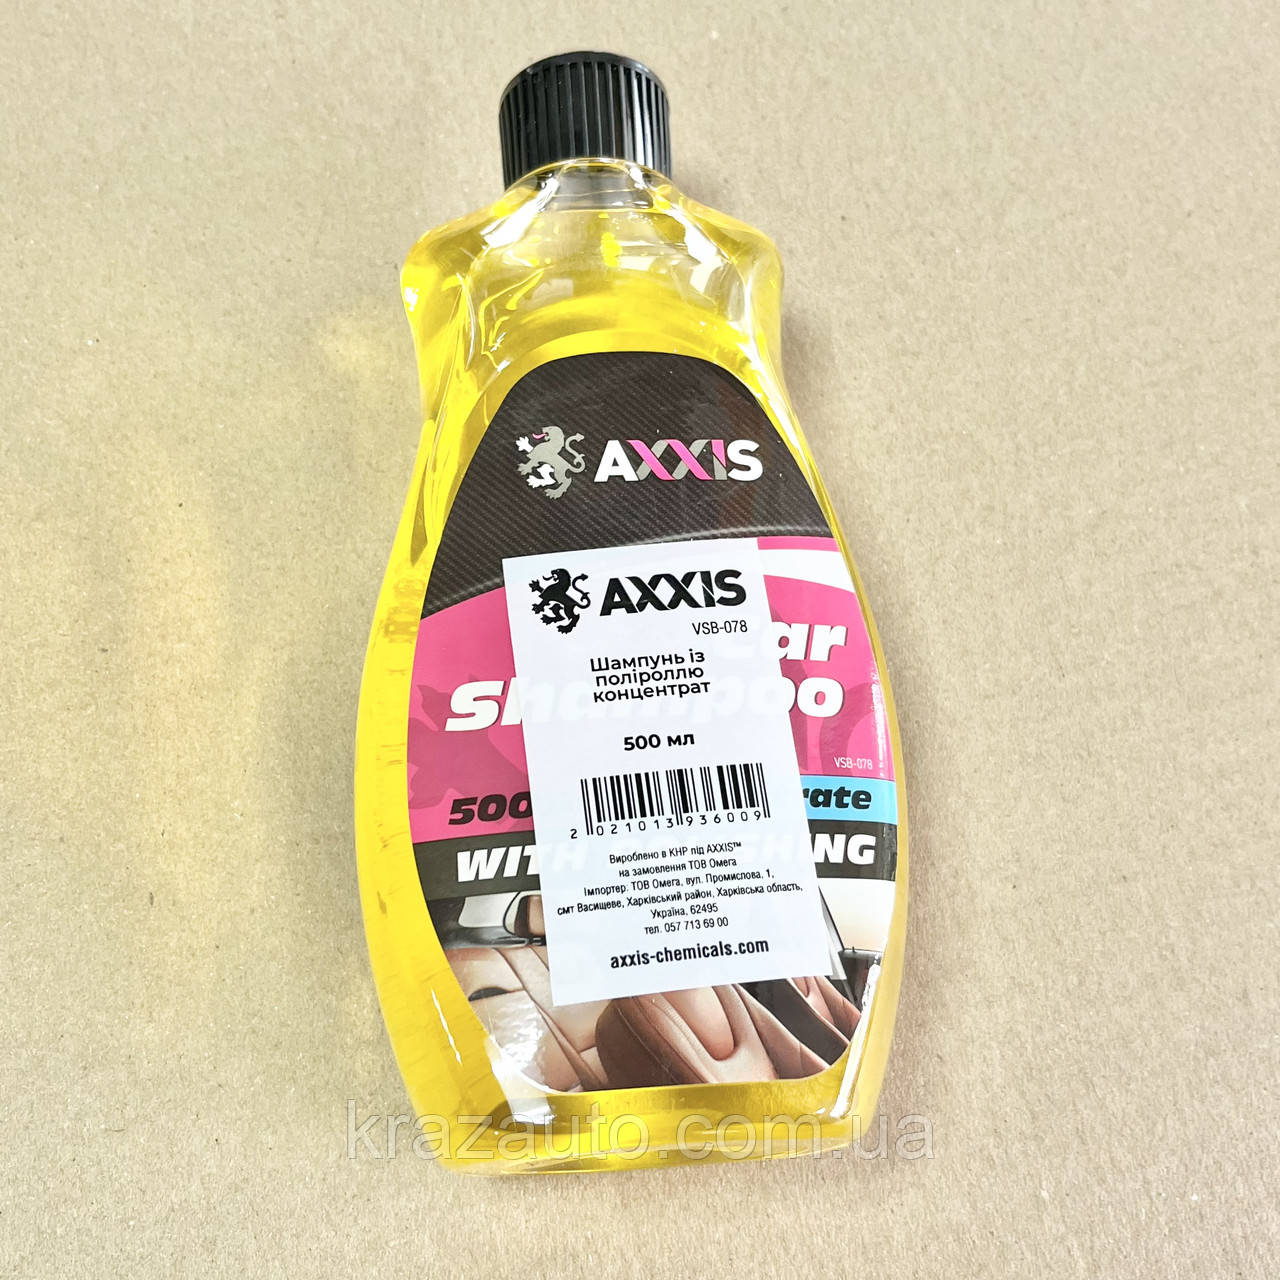 AXXIS
AXXIS
VSB-078
Шампунь із
поліроллю
концентрат
500 мл
2 021013 936009
Вироблено в КНР під AXXIS™
на замовлення ТОВ Омега
Імпортер: ТОВ Омега, вул. Промислова, 1,
смт Васищеве, Харківський район, Харківська область,
Україна, 62495
тел. 057 713 69 00
axxis-chemicals.com
Car
Shampoo
VSB-078
500
WITH POLISHING
krazauto.com.ua